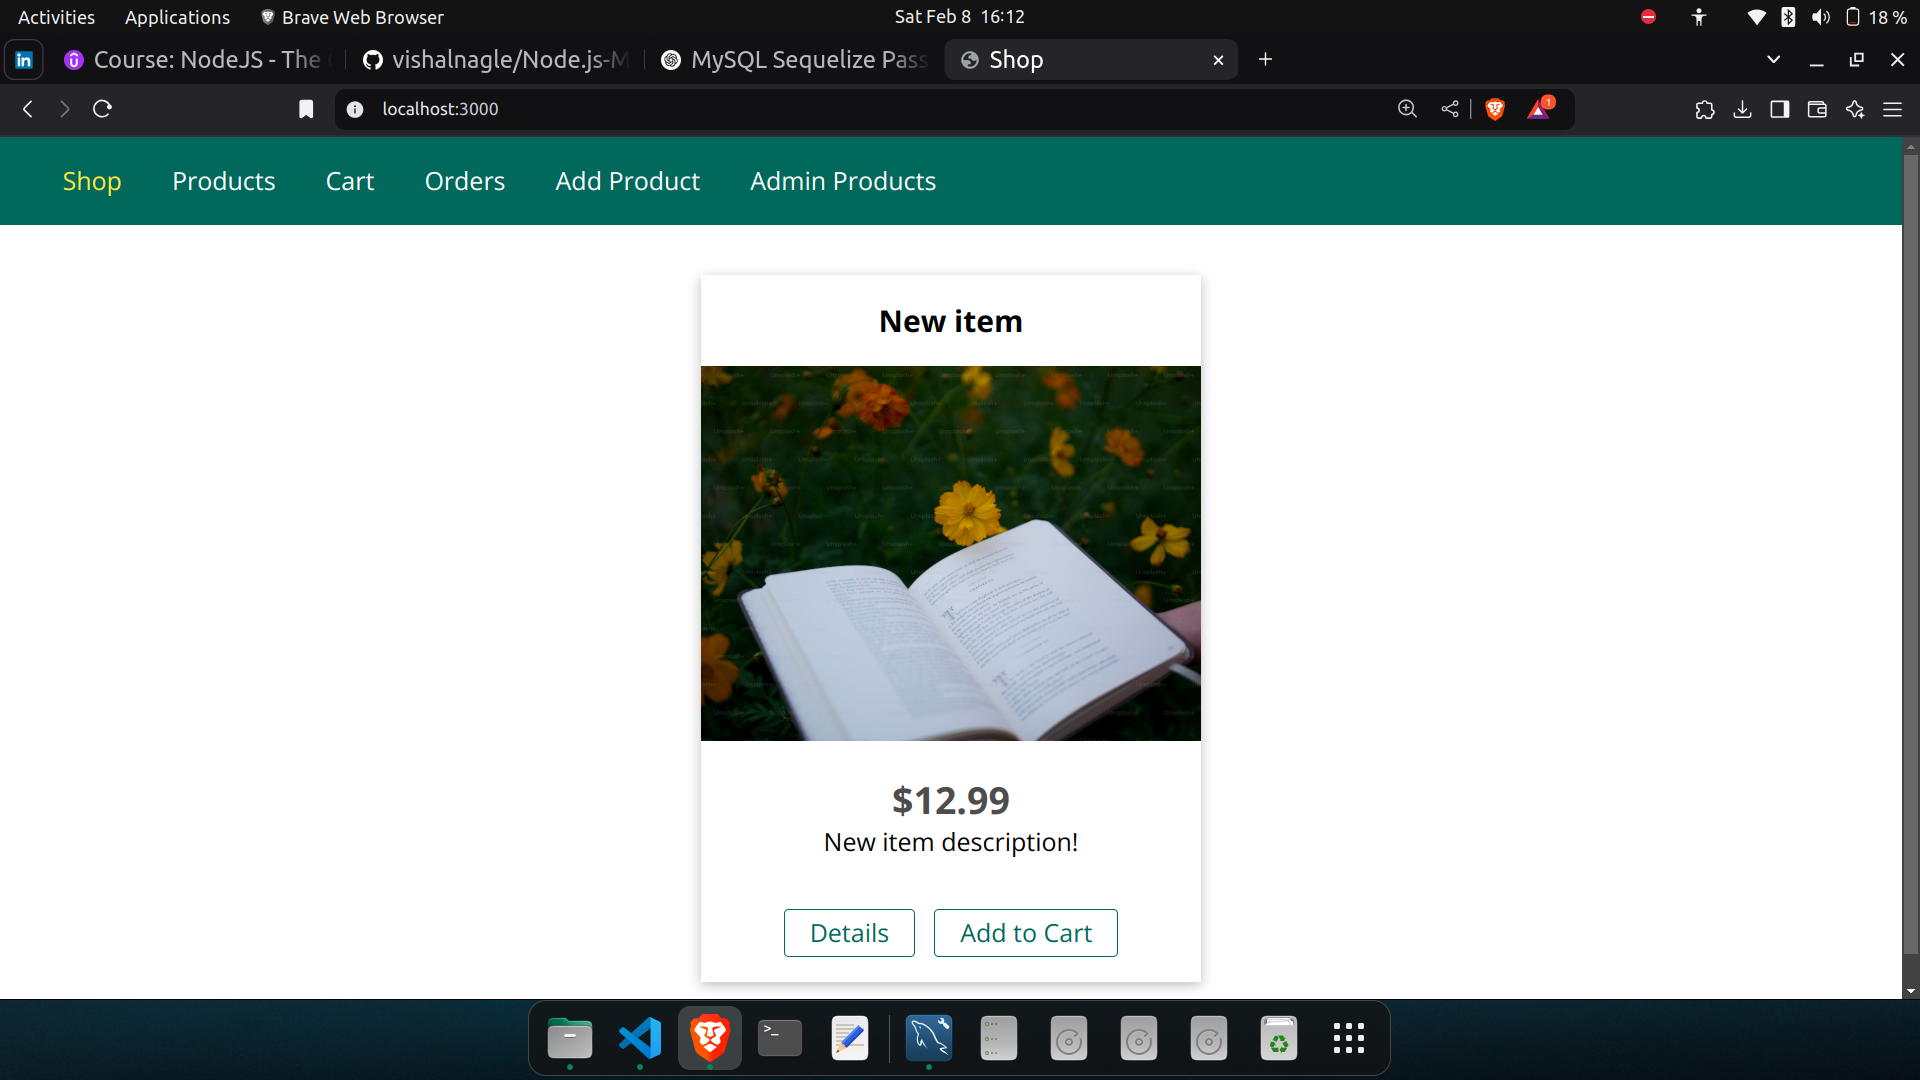 Activities Applications Brave Web Browser Sat Feb 8 16:12 18 %
in Course: NodeJS - The vishalnagle/Node.js-M MySQL Sequelize Pass Shop
localhost:3000 1
Shop Products Cart Orders Add Product Admin Products
New item
$12.99
New item description!
Details Add to Cart